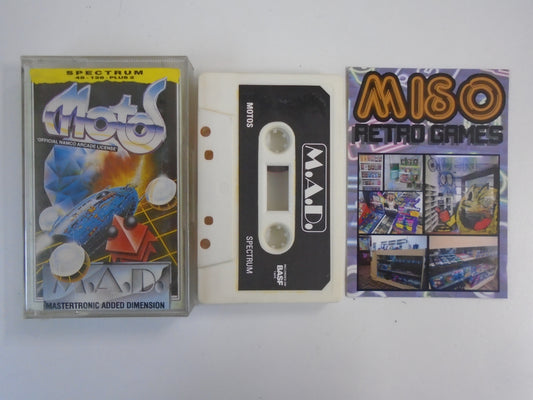 SPECTRUM
48 - 128 - PLUS 2
Motos
OFFICIAL NAMCO ARCADE LICENSE
M.A.D.
MASTERTRONIC ADDED DIMENSION
MOTOS
M.A.D.
SPECTRUM
BASF
MISO
RETRO GAMES